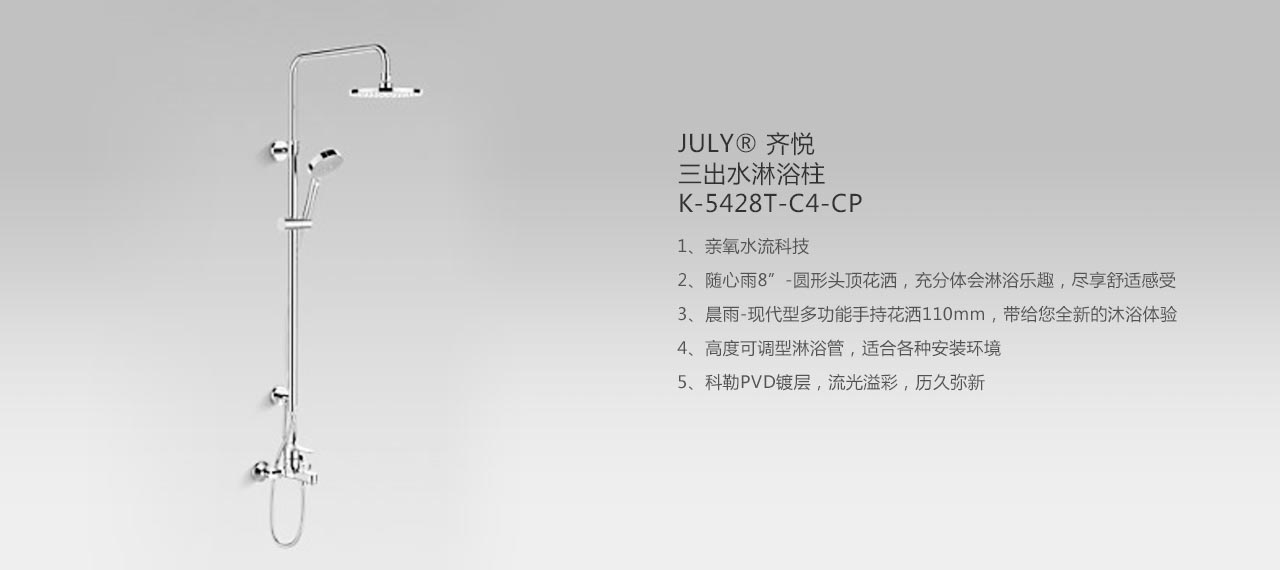 JULY® 齐悦
三出水淋浴柱
K-5428T-C4-CP
1、亲氧水流科技
2、随心雨8”-圆形头顶花洒，充分体会淋浴乐趣，尽享舒适感受
3、晨雨-现代型多功能手持花洒110mm，带给您全新的沐浴体验
4、高度可调型淋浴管，适合各种安装环境
5、科勒PVD镀层，流光溢彩，历久弥新